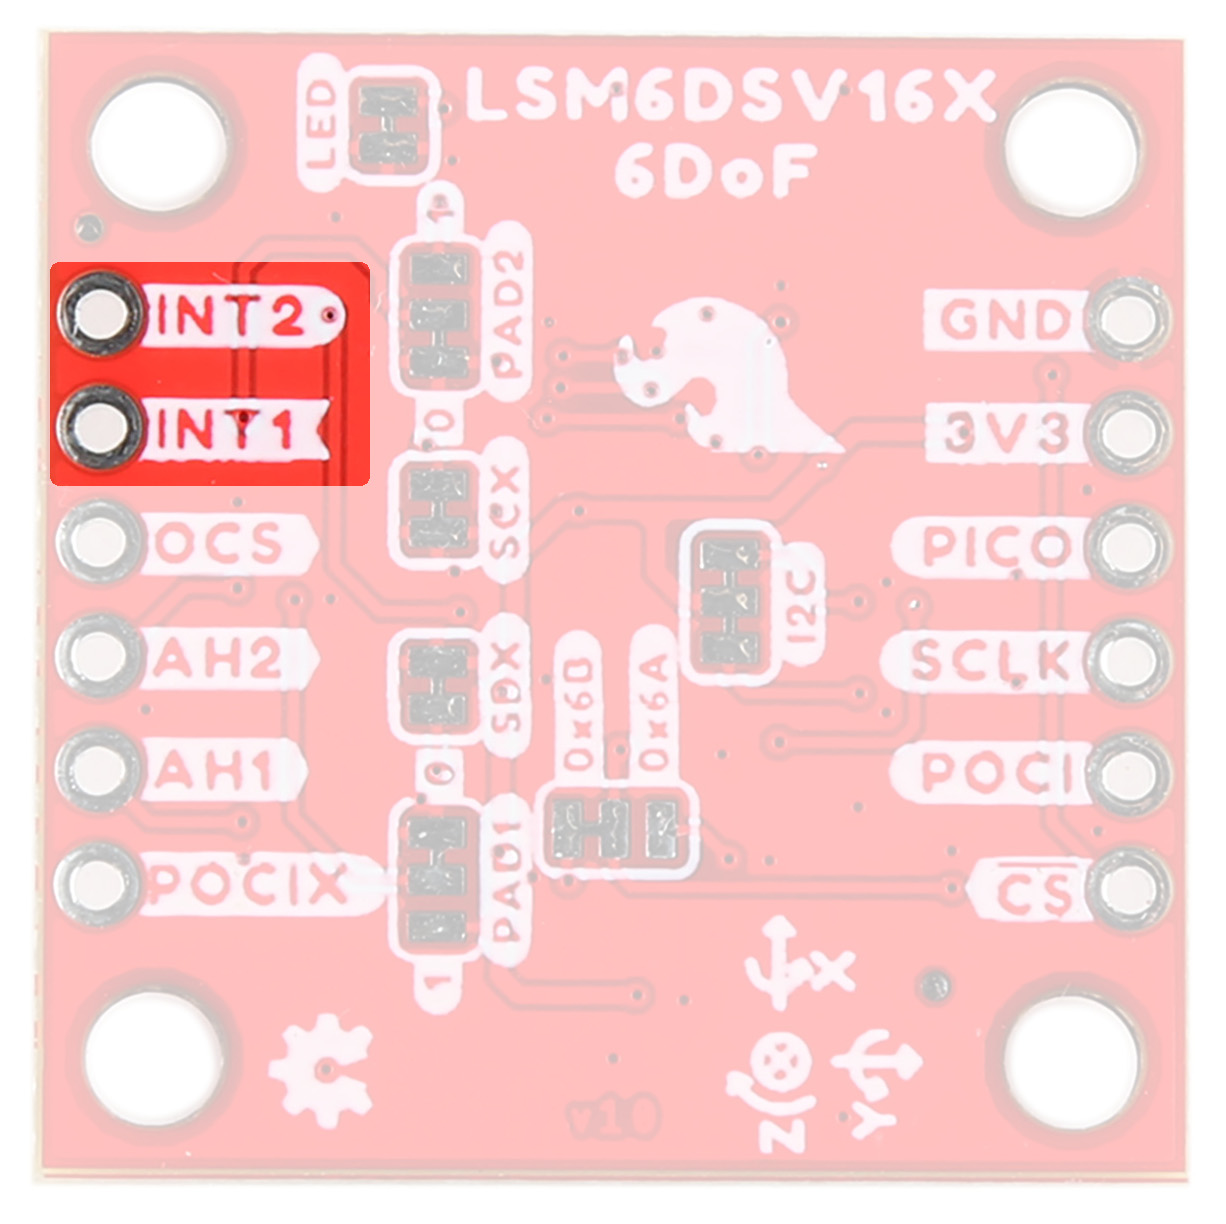 LED
LSM6DSV16X
6DoF
1
PAD2
0
INT2
INT1
OCS
AH2
AH1
POCIX
SCX
SDX
0
PAD1
1
I2C
0x6B
0x6A
GND
3V3
PICO
SCLK
POCI
CS
X
Y
Z
v10